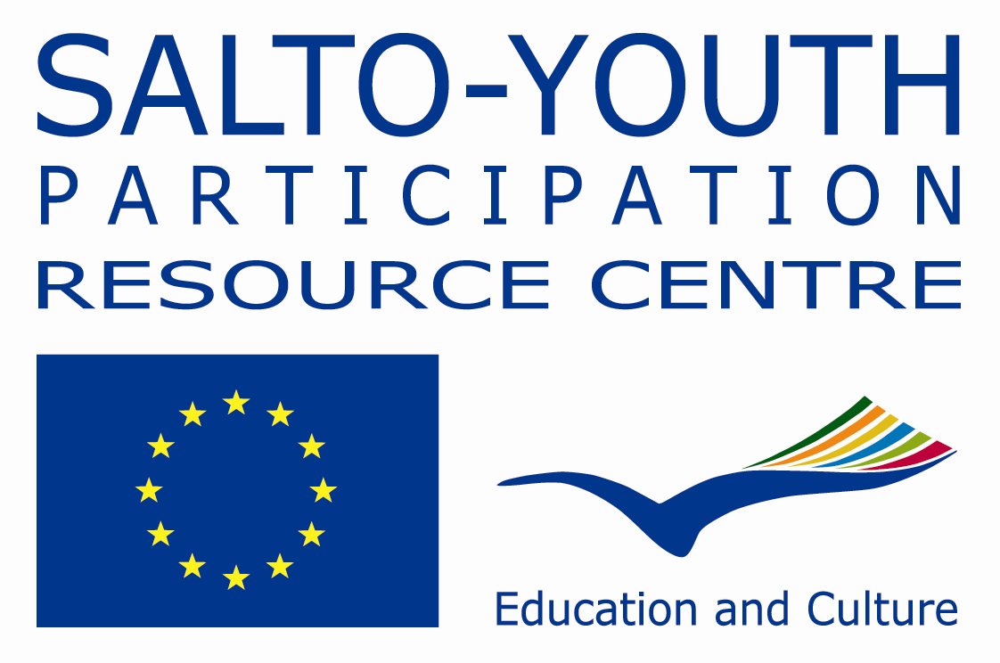 SALTO-YOUTH
PARTICIPATION
RESOURCE CENTRE
Education and Culture